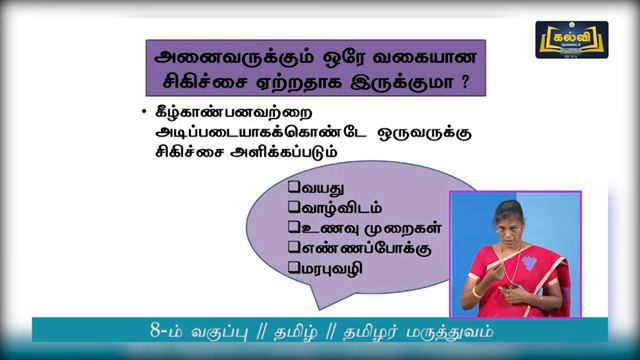 கல்வி
அனைவருக்கும் ஒரே வகையான
சிகிச்சை ஏற்றதாக இருக்குமா ?
• கீழ்காண்பனவற்றை
அடிப்படையாகக்கொண்டே ஒருவருக்கு
சிகிச்சை அளிக்கப்படும்
❑வயது
❑வாழ்விடம்
❑உணவு முறைகள்
❑எண்ணப்போக்கு
❑மரபுவழி
8-ம் வகுப்பு // தமிழ் // தமிழர் மருத்துவம்